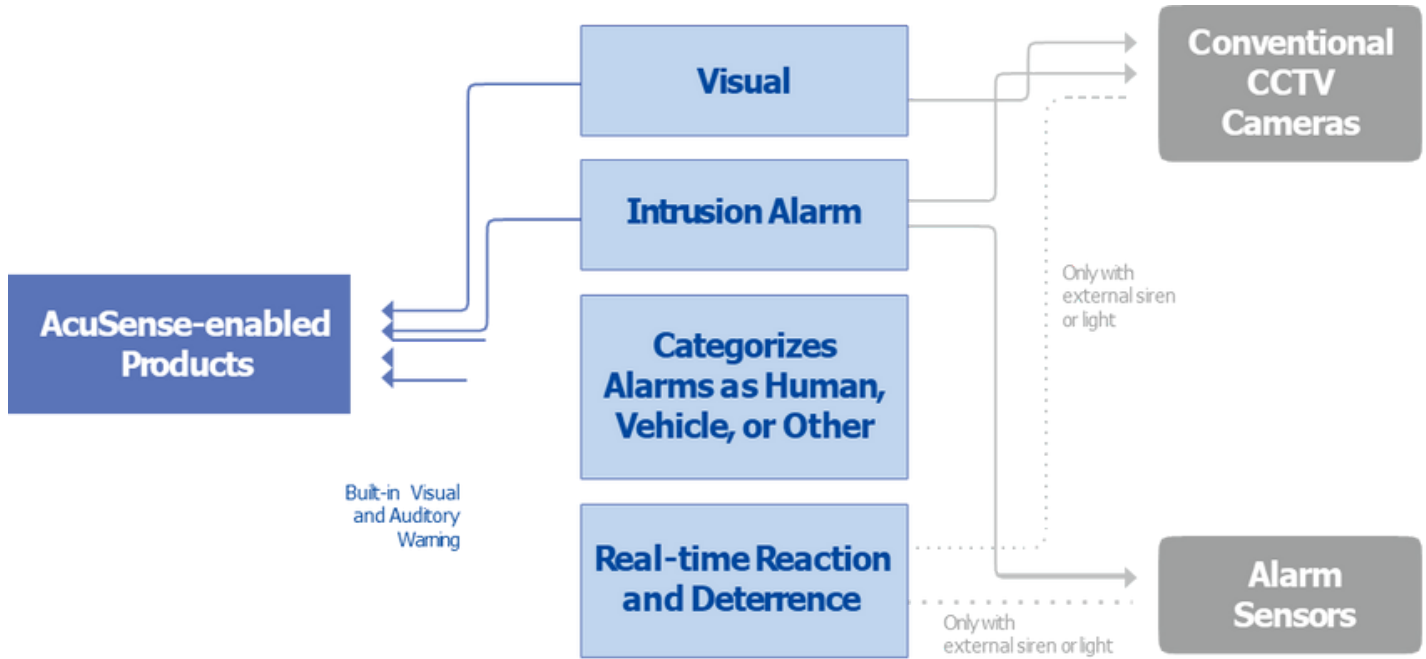 Visual
Conventional
CCTV
Cameras
Intrusion Alarm
Only with
external siren
or light
AcuSense-enabled
Products
Categorizes
Alarms as Human,
Vehicle, or Other
Built-in Visual
and Auditory
Warning
Real-time Reaction
and Deterrence
Alarm
Sensors
Only with
external siren or light